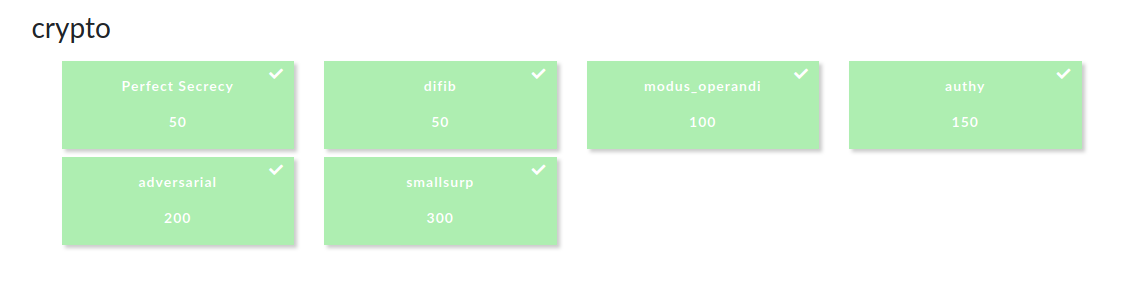 crypto
Perfect Secrecy
50
difib
50
modus_operandi
100
authy
150
adversarial
200
smallsurp
300